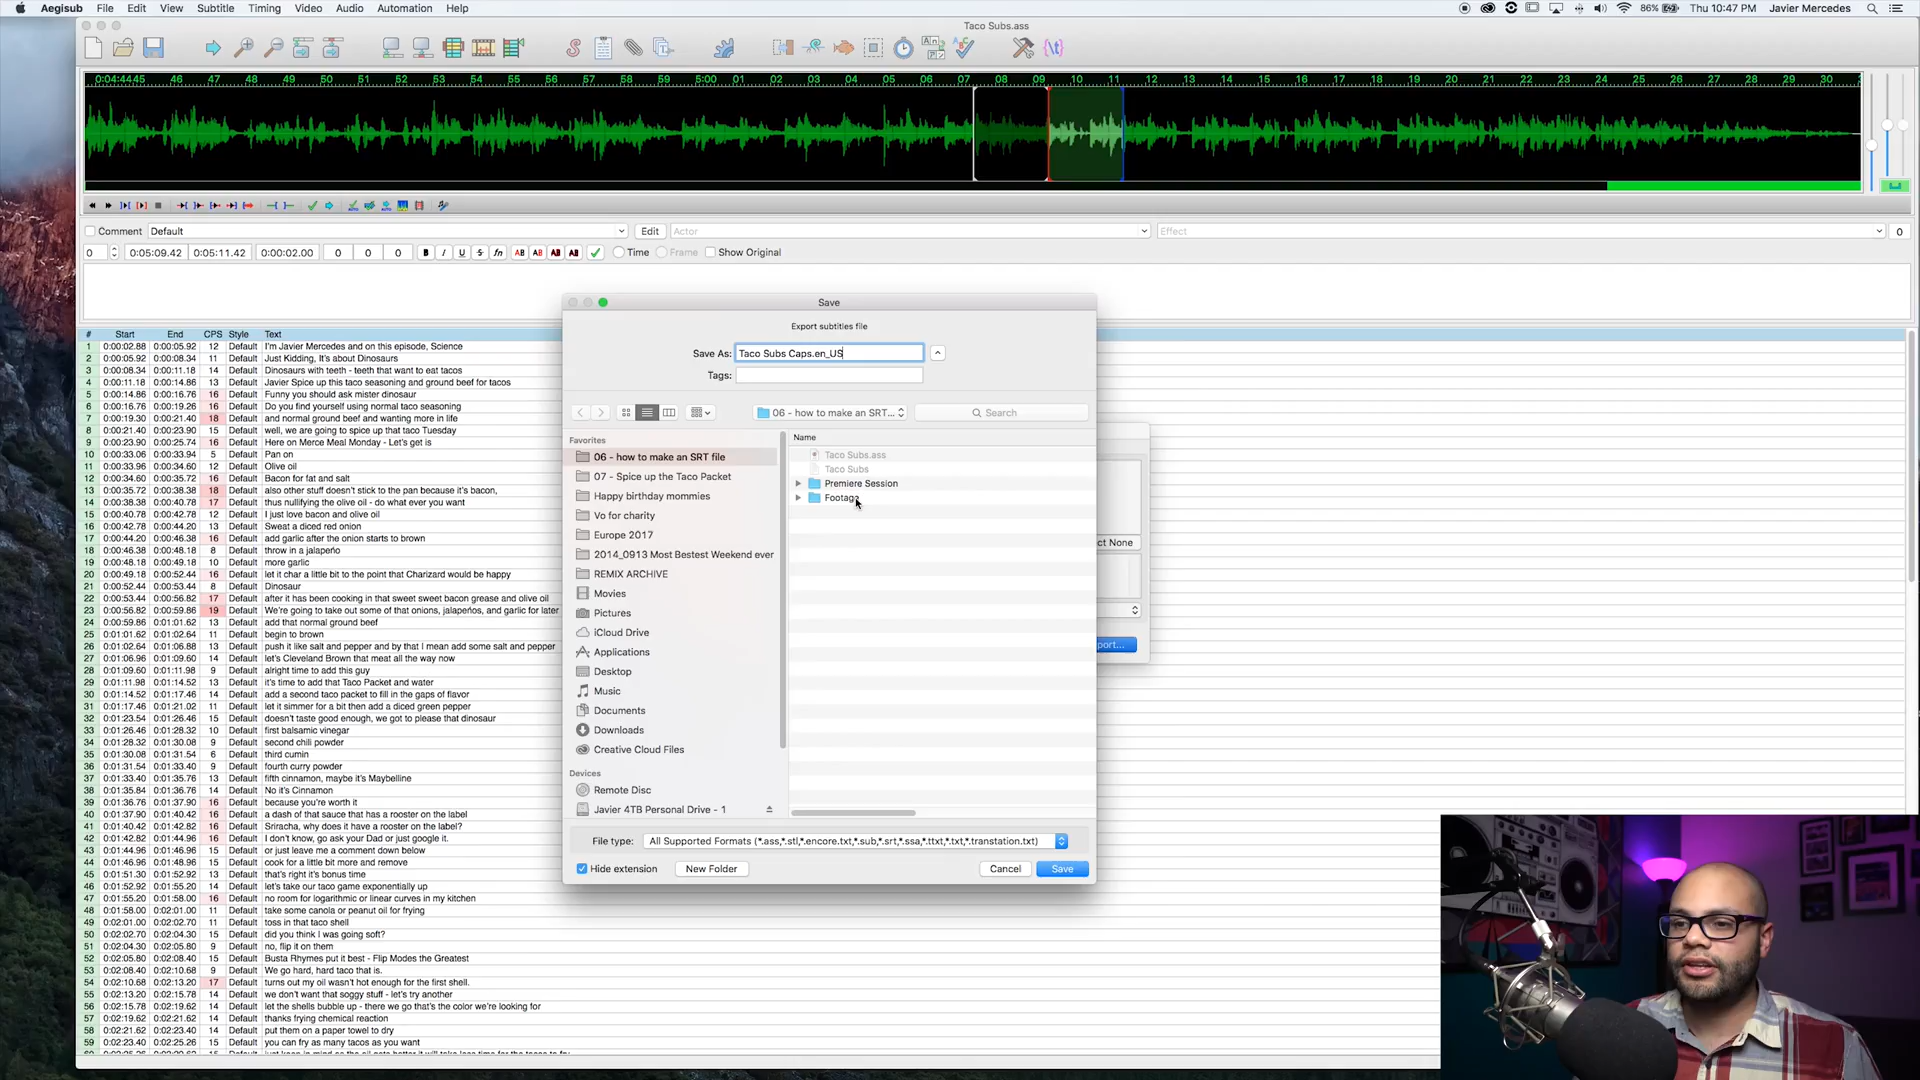 Aegisub File Edit View Subtitle Timing Video Audio Automation Help 86% Thu 10:47 PM Javier Mercedes
Taco Subs.ass
0:04:4445 46 47 48 49 50 51 52 53 54 55 56 57 58 59 5:00 01 02 03 04 05 06 07 08 09 10 11 12 13 14 15 16 17 18 19 20 21 22 23 24 25 26 27 28 29 30
Comment Default Edit Actor Effect 0
0 0:05:09.42 0:05:11.42 0:00:02.00 0 0 0 B I U S fn AB AB AB AB Time Frame Show Original
Save
Export subtitles file
Save As: Taco Subs Caps.en_US
Tags:
06 - how to make an SRT... Search
Favorites
06 - how to make an SRT file
07 - Spice up the Taco Packet
Happy birthday mommies
Vo for charity
Europe 2017
2014_0913 Most Bestest Weekend ever
REMIX ARCHIVE
Movies
Pictures
iCloud Drive
Applications
Desktop
Music
Documents
Downloads
Creative Cloud Files
Devices
Remote Disc
Javier 4TB Personal Drive - 1
Name
Taco Subs.ass
Taco Subs
Premiere Session
Footage
File type: All Supported Formats (*.ass,*.stl,*.encore.txt,*.sub,*.srt,*.ssa,*.ttxt,*.txt,*.transtation.txt)
Hide extension New Folder Cancel Save
ct None
port...
# Start End CPS Style Text
1 0:00:02.88 0:00:05.92 12 Default I'm Javier Mercedes and on this episode, Science
2 0:00:05.92 0:00:08.34 11 Default Just Kidding, It's about Dinosaurs
3 0:00:08.34 0:00:11.18 14 Default Dinosaurs with teeth - teeth that want to eat tacos
4 0:00:11.18 0:00:14.86 13 Default Javier Spice up this taco seasoning and ground beef for tacos
5 0:00:14.86 0:00:16.76 16 Default Funny you should ask mister dinosaur
6 0:00:16.76 0:00:19.26 16 Default Do you find yourself using normal taco seasoning
7 0:00:19.30 0:00:21.40 18 Default and normal ground beef and wanting more in life
8 0:00:21.40 0:00:23.90 15 Default well, we are going to spice up that taco Tuesday
9 0:00:23.90 0:00:25.74 16 Default Here on Merce Meal Monday - Let's get is
10 0:00:33.06 0:00:33.94 5 Default Pan on
11 0:00:33.96 0:00:34.60 12 Default Olive oil
12 0:00:34.60 0:00:35.72 16 Default Bacon for fat and salt
13 0:00:35.72 0:00:38.38 18 Default also other stuff doesn't stick to the pan because it's bacon,
14 0:00:38.38 0:00:40.78 17 Default thus nullifying the olive oil - do what ever you want
15 0:00:40.78 0:00:42.78 12 Default I just love bacon and olive oil
16 0:00:42.78 0:00:44.20 13 Default Sweat a diced red onion
17 0:00:44.20 0:00:46.38 16 Default add garlic after the onion starts to brown
18 0:00:46.38 0:00:48.18 8 Default throw in a jalapeño
19 0:00:48.18 0:00:49.18 10 Default more garlic
20 0:00:49.18 0:00:52.44 16 Default let it char a little bit to the point that Charizard would be happy
21 0:00:52.44 0:00:53.44 8 Default Dinosaur
22 0:00:53.44 0:00:56.82 17 Default after it has been cooking in that sweet sweet bacon grease and olive oil
23 0:00:56.82 0:00:59.86 19 Default We're going to take out some of that onions, jalapeños, and garlic for later
24 0:00:59.86 0:01:01.62 13 Default add that normal ground beef
25 0:01:01.62 0:01:02.64 11 Default begin to brown
26 0:01:02.64 0:01:06.88 13 Default push it like salt and pepper and by that I mean add some salt and pepper
27 0:01:06.96 0:01:09.60 14 Default let's Cleveland Brown that meat all the way now
28 0:01:09.60 0:01:11.98 9 Default alright time to add this guy
29 0:01:11.98 0:01:14.52 13 Default it's time to add that Taco Packet and water
30 0:01:14.52 0:01:17.46 14 Default add a second taco packet to fill in the gaps of flavor
31 0:01:17.46 0:01:21.02 11 Default let it simmer for a bit then add a diced green pepper
32 0:01:23.54 0:01:26.46 15 Default doesn't taste good enough, we got to please that dinosaur
33 0:01:26.46 0:01:28.32 10 Default first balsamic vinegar
34 0:01:28.32 0:01:30.08 9 Default second chili powder
35 0:01:30.08 0:01:31.54 6 Default third cumin
36 0:01:31.54 0:01:33.40 9 Default fourth curry powder
37 0:01:33.40 0:01:35.76 13 Default fifth cinnamon, maybe it's Maybelline
38 0:01:35.76 0:01:36.76 14 Default No it's Cinnamon
39 0:01:36.76 0:01:37.90 16 Default because you're worth it
40 0:01:37.90 0:01:40.42 16 Default a dash of that sauce that has a rooster on the label
41 0:01:40.42 0:01:42.82 16 Default Sriracha, why does it have a rooster on the label?
42 0:01:42.82 0:01:44.96 16 Default I don't know, go ask your Dad or just google it.
43 0:01:44.96 0:01:46.96 15 Default or just leave me a comment down below
44 0:01:46.96 0:01:48.96 15 Default cook for a little bit more and remove
45 0:01:51.30 0:01:52.92 13 Default that's right it's bonus time
46 0:01:52.92 0:01:55.20 16 Default let's take our taco game exponentially up
47 0:01:55.20 0:01:58.00 16 Default no room for logarithmic or linear curves in my kitchen
48 0:01:58.00 0:02:01.00 11 Default take some canola or peanut oil for frying
49 0:02:01.00 0:02:02.70 11 Default toss in that taco shell
50 0:02:02.70 0:02:04.30 15 Default did you think I was going soft?
51 0:02:04.30 0:02:05.80 9 Default no, flip it on them
52 0:02:05.80 0:02:08.40 15 Default Busta Rhymes put it best - Flip Modes the Greatest
53 0:02:08.40 0:02:10.68 9 Default We go hard, hard taco that is.
54 0:02:10.68 0:02:13.20 17 Default turns out my oil wasn't hot enough for the first shell.
55 0:02:13.20 0:02:15.78 14 Default we don't want that soggy stuff - let's try another
56 0:02:15.78 0:02:19.62 14 Default let the shells bubble up - there we go that's the color we're looking for
57 0:02:19.62 0:02:21.62 14 Default thanks frying chemical reaction
58 0:02:21.62 0:02:23.40 14 Default put them on a paper towel to dry
59 0:02:23.40 0:02:25.26 15 Default you can fry as many tacos as you want